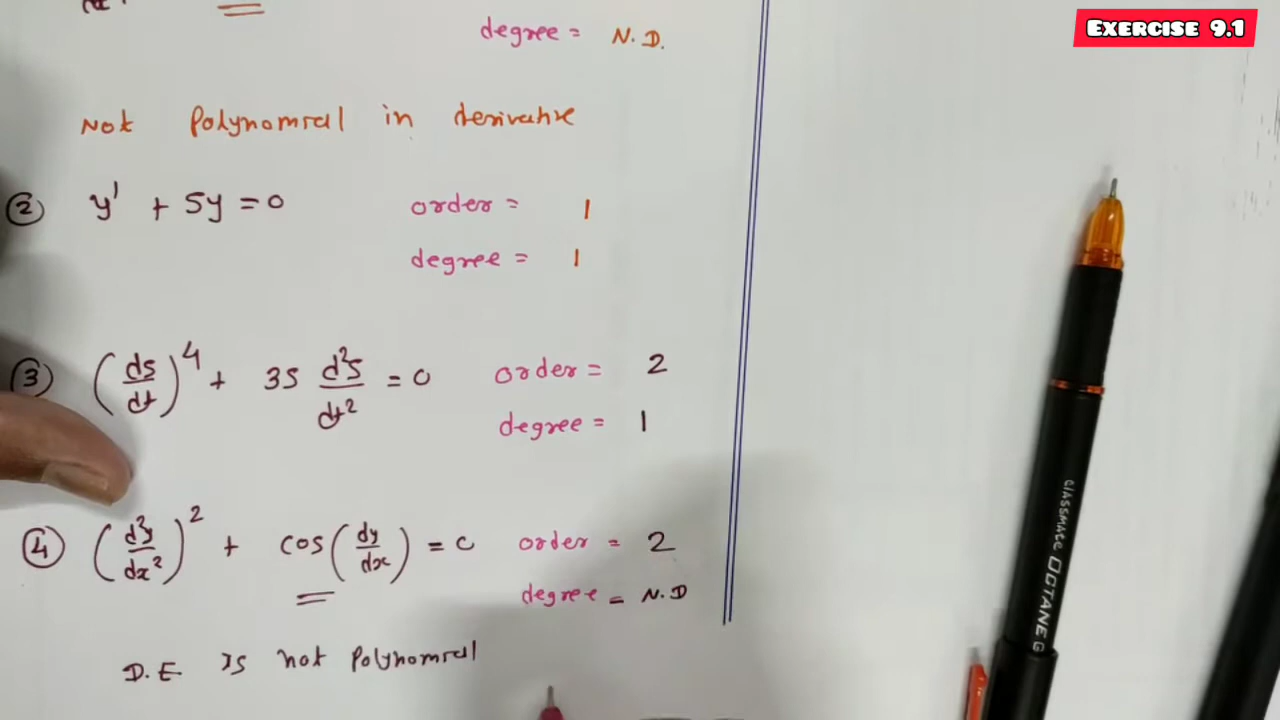 Exercise 9.1
degree = N.D.
Not Polynomial in derivative
② y' + 5y = 0 order = 1
degree = 1
③ (ds/dt)^4 + 3s d²s/dt² = 0 order = 2
degree = 1
④ (d²y/dx²)^2 + cos(dy/dx) = 0 order = 2
degree = N.D
D.E is not polynomial
CLASSMATE OCTANE G